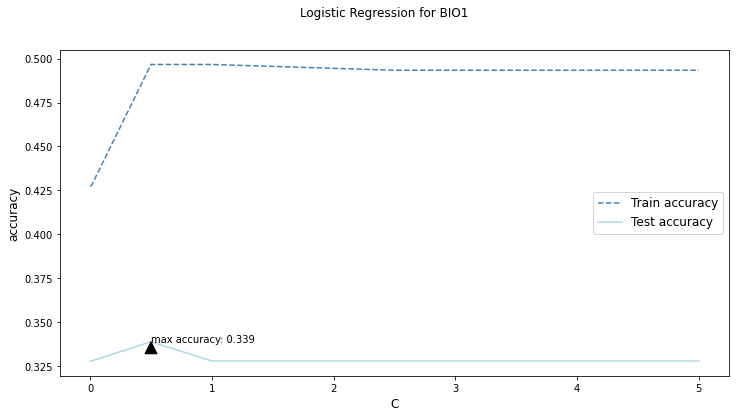 Logistic Regression for BIO1
0.500
0.475
0.450
0.425
0.400
0.375
0.350
0.325
accuracy
Train accuracy
Test accuracy
max accuracy: 0.339
0 1 2 3 4 5
C